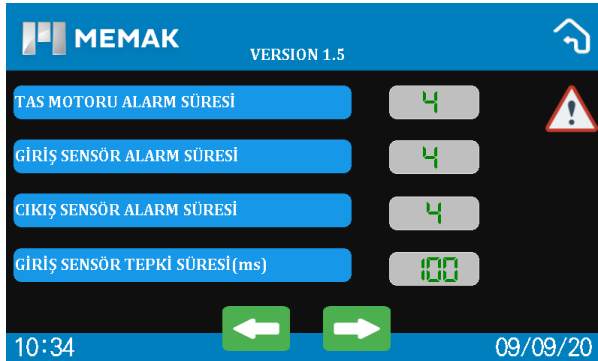 MEMAK
VERSION 1.5
TAS MOTORU ALARM SÜRESİ 4
GİRİŞ SENSÖR ALARM SÜRESİ 4
CIKIŞ SENSÖR ALARM SÜRESİ 4
GİRİŞ SENSÖR TEPKİ SÜRESİ(ms) 100
10:34 09/09/20